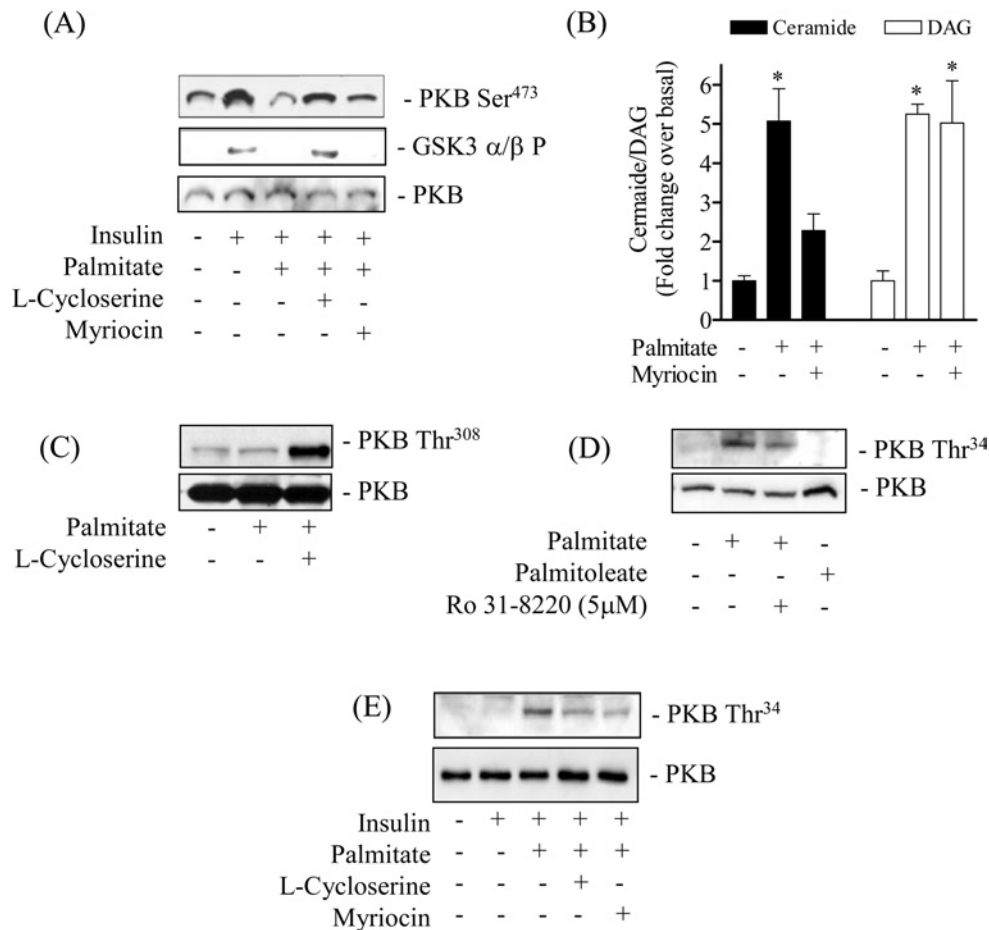 (A)
- PKB Ser473
- GSK3 α/β P
- PKB
Insulin - + + + +
Palmitate - - + + +
L-Cycloserine - - - + -
Myriocin - - - - +
(B)
Ceramide DAG
Cermaide/DAG
(Fold change over basal)
6
5
4
3
2
1
0
* * *
Palmitate - + + - + +
Myriocin - - + - - +
(C)
- PKB Thr308
- PKB
Palmitate - + +
L-Cycloserine - - +
(D)
- PKB Thr34
- PKB
Palmitate - + + -
Palmitoleate - - - +
Ro 31-8220 (5μM) - - + -
(E)
- PKB Thr34
- PKB
Insulin - + + + +
Palmitate - - + + +
L-Cycloserine - - - + -
Myriocin - - - - +